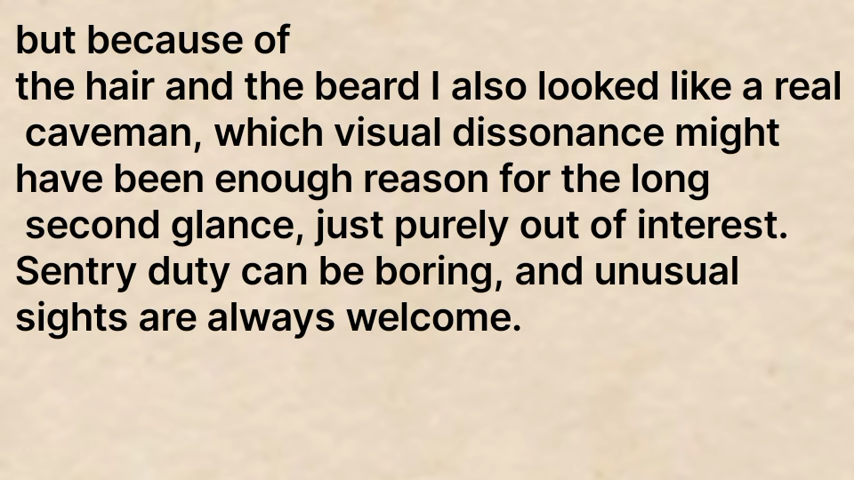 but because of
the hair and the beard I also looked like a real
caveman, which visual dissonance might
have been enough reason for the long
second glance, just purely out of interest.
Sentry duty can be boring, and unusual
sights are always welcome.